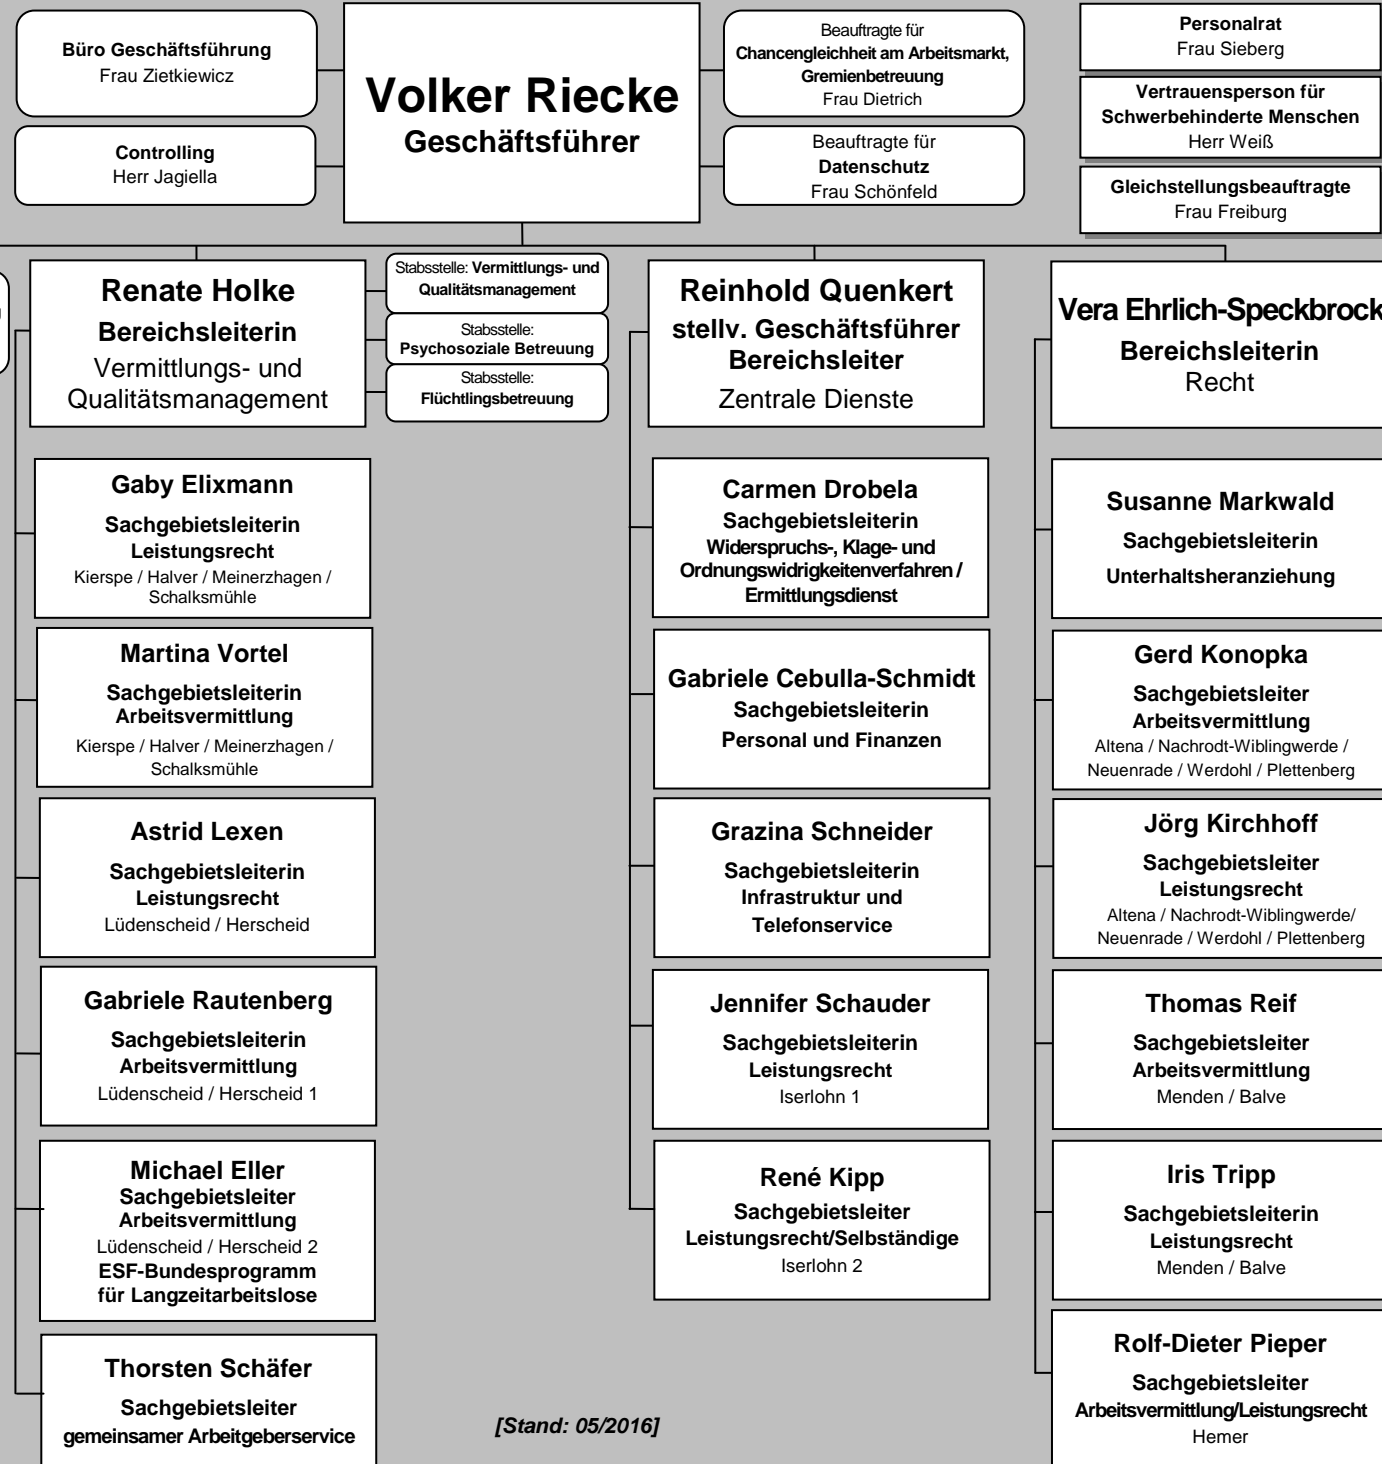 Büro Geschäftsführung
Frau Zietkiewicz
Controlling
Herr Jagiella
Volker Riecke
Geschäftsführer
Beauftragte für
Chancengleichheit am Arbeitsmarkt,
Gremienbetreuung
Frau Dietrich
Beauftragte für
Datenschutz
Frau Schönfeld
Personalrat
Frau Sieberg
Vertrauensperson für
Schwerbehinderte Menschen
Herr Weiß
Gleichstellungsbeauftragte
Frau Freiburg
Renate Holke
Bereichsleiterin
Vermittlungs- und
Qualitätsmanagement
Stabsstelle: Vermittlungs- und
Qualitätsmanagement
Stabsstelle:
Psychosoziale Betreuung
Stabsstelle:
Flüchtlingsbetreuung
Gaby Elixmann
Sachgebietsleiterin
Leistungsrecht
Kierspe / Halver / Meinerzhagen /
Schalksmühle
Martina Vortel
Sachgebietsleiterin
Arbeitsvermittlung
Kierspe / Halver / Meinerzhagen /
Schalksmühle
Astrid Lexen
Sachgebietsleiterin
Leistungsrecht
Lüdenscheid / Herscheid
Gabriele Rautenberg
Sachgebietsleiterin
Arbeitsvermittlung
Lüdenscheid / Herscheid 1
Michael Eller
Sachgebietsleiter
Arbeitsvermittlung
Lüdenscheid / Herscheid 2
ESF-Bundesprogramm
für Langzeitarbeitslose
Thorsten Schäfer
Sachgebietsleiter
gemeinsamer Arbeitgeberservice
Reinhold Quenkert
stellv. Geschäftsführer
Bereichsleiter
Zentrale Dienste
Carmen Drobela
Sachgebietsleiterin
Widerspruchs-, Klage- und
Ordnungswidrigkeitenverfahren /
Ermittlungsdienst
Gabriele Cebulla-Schmidt
Sachgebietsleiterin
Personal und Finanzen
Grazina Schneider
Sachgebietsleiterin
Infrastruktur und
Telefonservice
Jennifer Schauder
Sachgebietsleiterin
Leistungsrecht
Iserlohn 1
René Kipp
Sachgebietsleiter
Leistungsrecht/Selbständige
Iserlohn 2
Vera Ehrlich-Speckbrock
Bereichsleiterin
Recht
Susanne Markwald
Sachgebietsleiterin
Unterhaltsheranziehung
Gerd Konopka
Sachgebietsleiter
Arbeitsvermittlung
Altena / Nachrodt-Wiblingwerde /
Neuenrade / Werdohl / Plettenberg
Jörg Kirchhoff
Sachgebietsleiter
Leistungsrecht
Altena / Nachrodt-Wiblingwerde/
Neuenrade / Werdohl / Plettenberg
Thomas Reif
Sachgebietsleiter
Arbeitsvermittlung
Menden / Balve
Iris Tripp
Sachgebietsleiterin
Leistungsrecht
Menden / Balve
Rolf-Dieter Pieper
Sachgebietsleiter
Arbeitsvermittlung/Leistungsrecht
Hemer
[Stand: 05/2016]